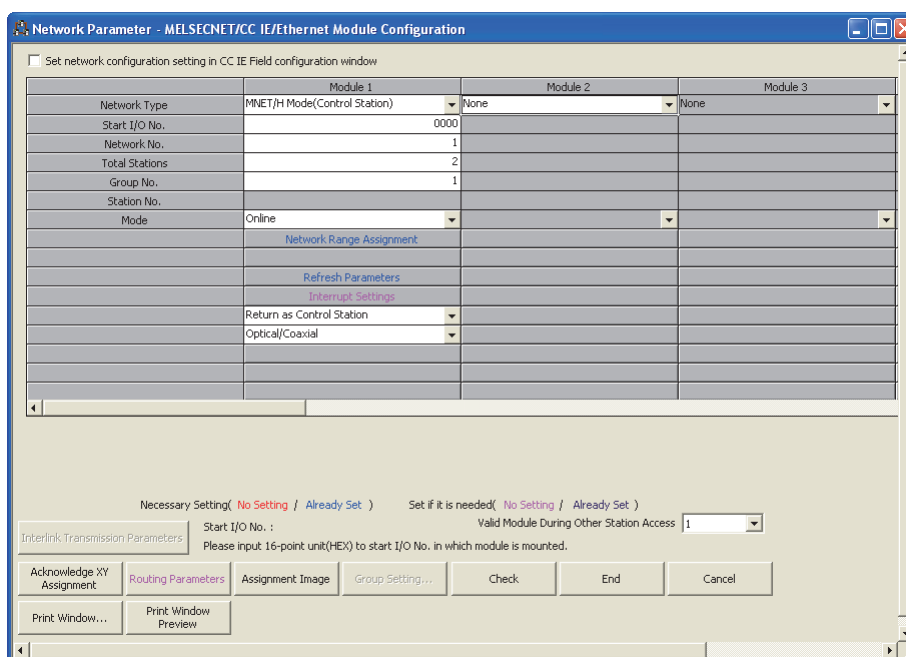 Network Parameter - MELSECNET/CC IE/Ethernet Module Configuration
Set network configuration setting in CC IE Field configuration window
Module 1 Module 2 Module 3
Network Type MNET/H Mode(Control Station) None None
Start I/O No. 0000
Network No. 1
Total Stations 2
Group No. 1
Station No.
Mode Online
Network Range Assignment
Refresh Parameters
Interrupt Settings
Return as Control Station
Optical/Coaxial
Necessary Setting( No Setting / Already Set ) Set if it is needed( No Setting / Already Set )
Interlink Transmission Parameters
Start I/O No. :
Valid Module During Other Station Access 1
Please input 16-point unit(HEX) to start I/O No. in which module is mounted.
Acknowledge XY
Assignment
Routing Parameters Assignment Image Group Setting... Check End Cancel
Print Window...
Print Window
Preview